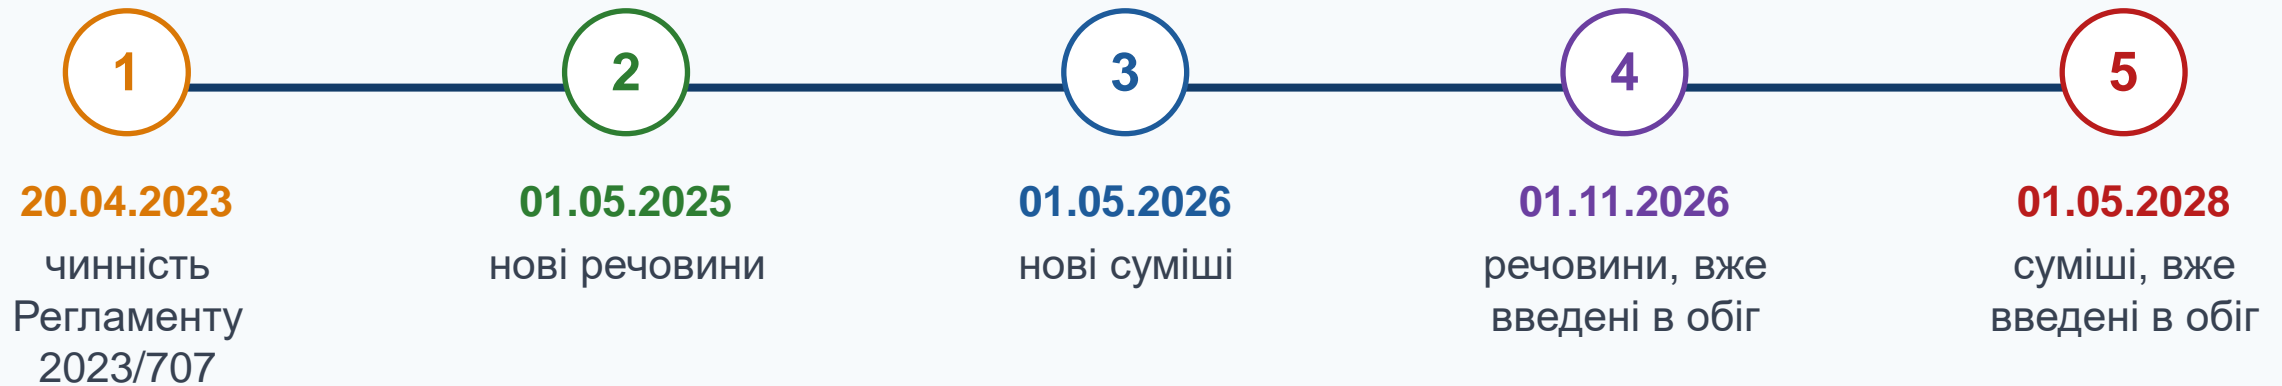 1
2
3
4
5
20.04.2023
чинність
Регламенту
2023/707
01.05.2025
нові речовини
01.05.2026
нові суміші
01.11.2026
речовини, вже
введені в обіг
01.05.2028
суміші, вже
введені в обіг